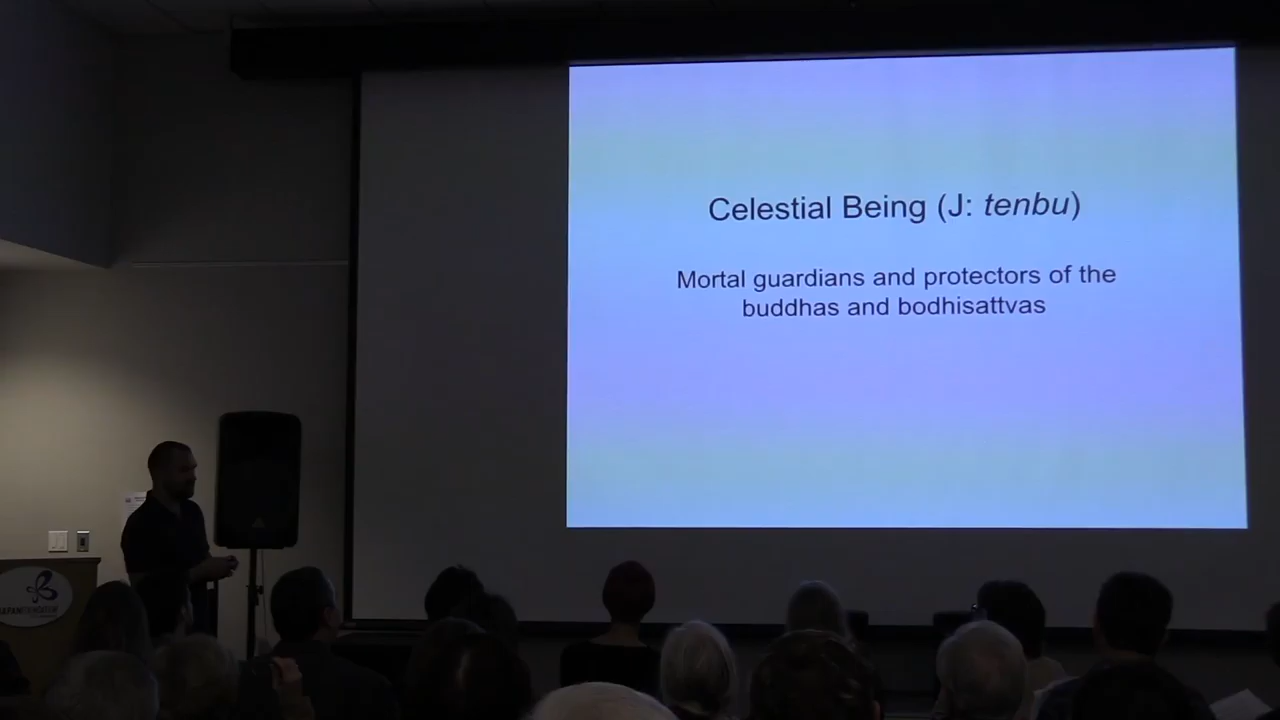 Celestial Being (J: tenbu)
Mortal guardians and protectors of the
buddhas and bodhisattvas